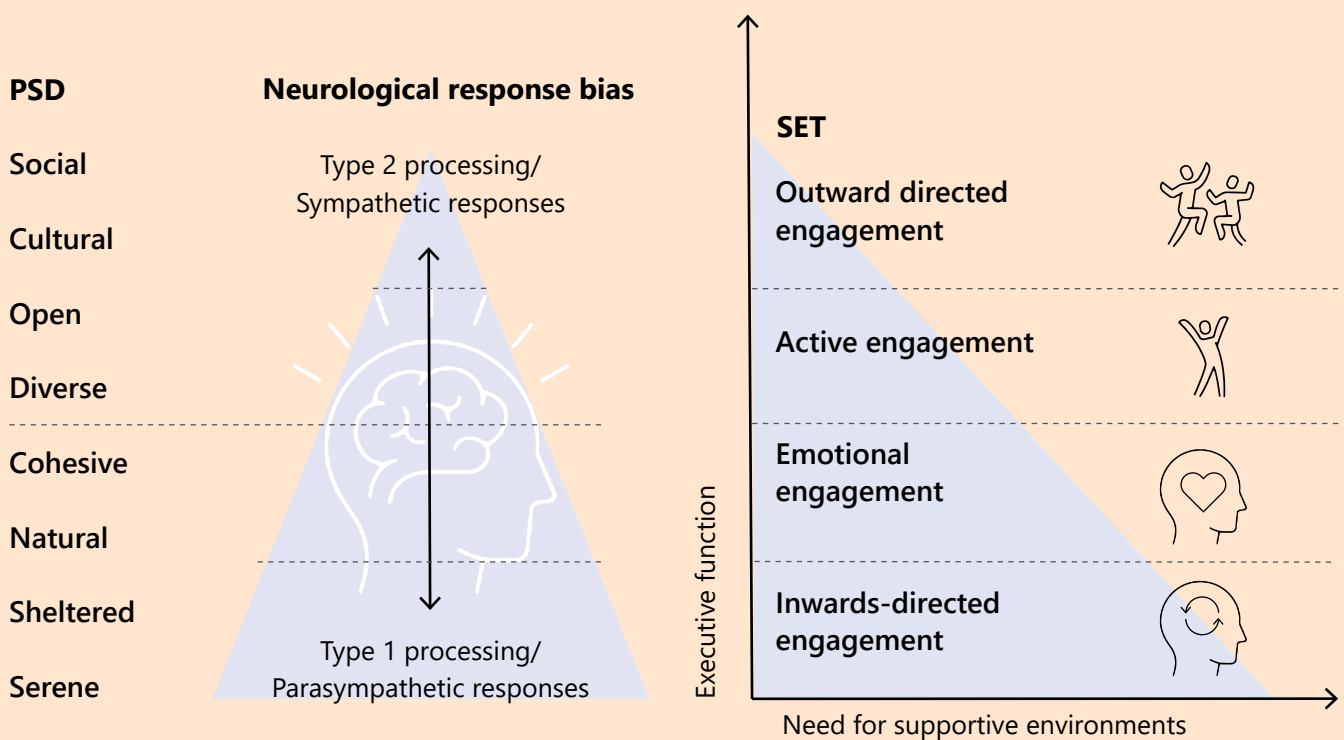 PSD
Social
Cultural
Open
Diverse
Cohesive
Natural
Sheltered
Serene
Neurological response bias
Type 2 processing/
Sympathetic responses
Type 1 processing/
Parasympathetic responses
Executive function
SET
Outward directed
engagement
Active engagement
Emotional
engagement
Inwards-directed
engagement
Need for supportive environments